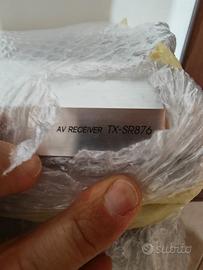 AV RECEIVER TX-SR876
subito